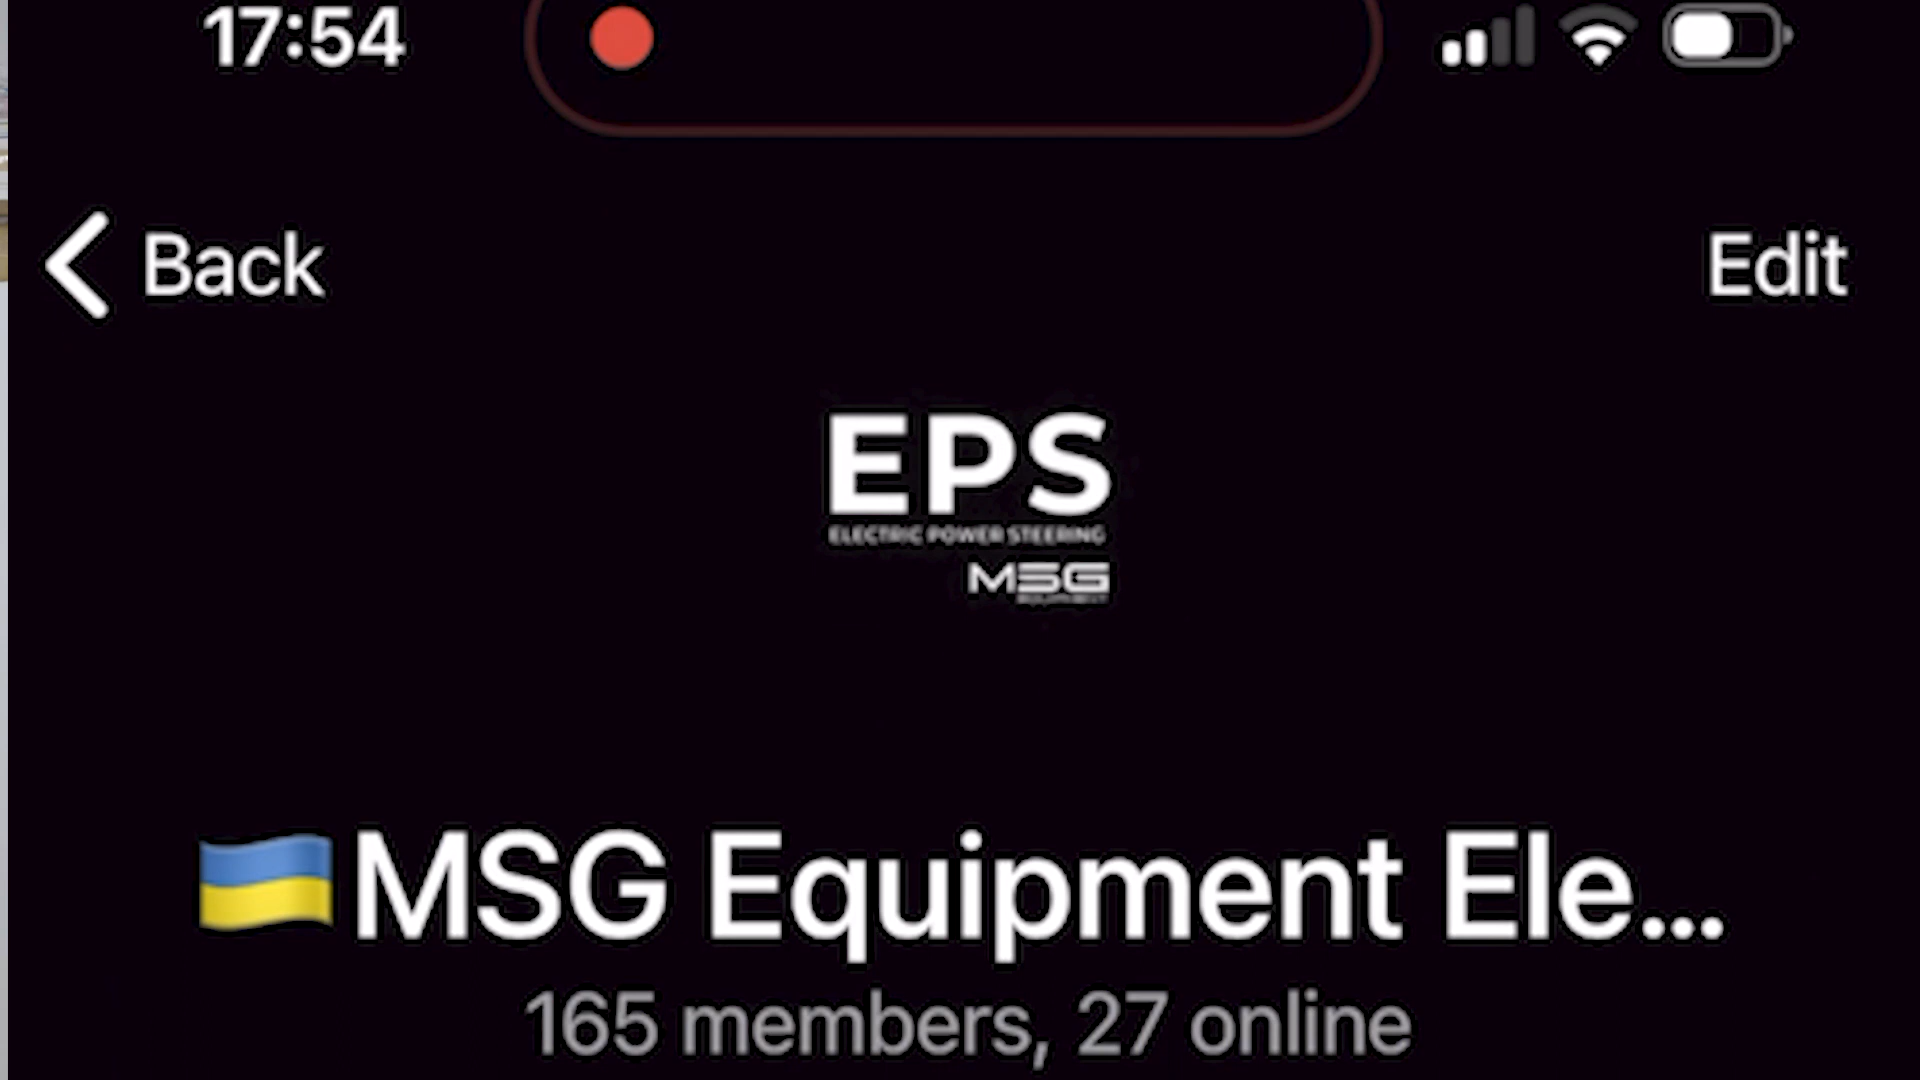 17:54
Back
Edit
EPS
ELECTRIC POWER STEERING
MSG
🇺🇦MSG Equipment Ele...
165 members, 27 online